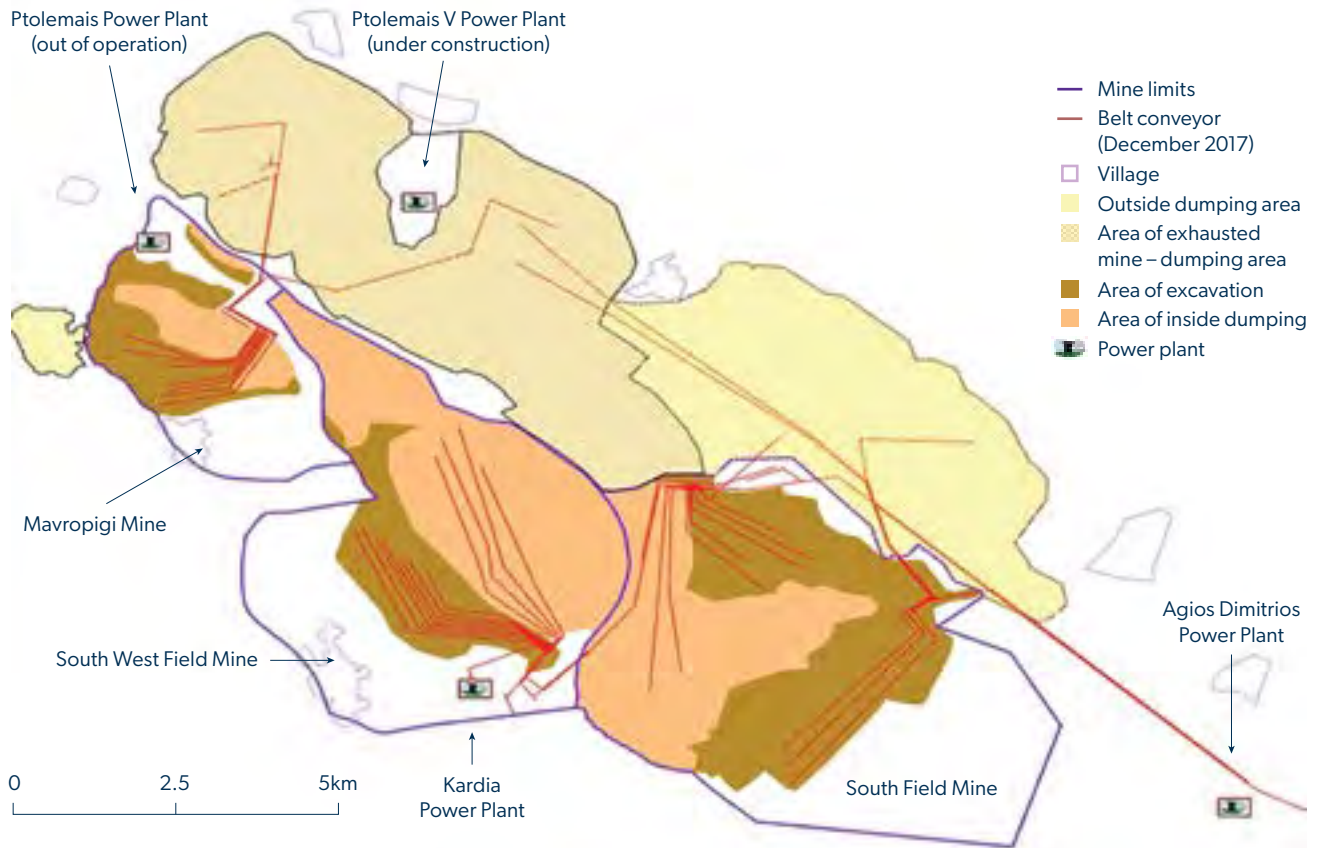 Ptolemais Power Plant
(out of operation)
Ptolemais V Power Plant
(under construction)
Mine limits
Belt conveyor
(December 2017)
Village
Outside dumping area
Area of exhausted
mine – dumping area
Area of excavation
Area of inside dumping
Power plant
Mavropigi Mine
South West Field Mine
Agios Dimitrios
Power Plant
0 2.5 5km
Kardia
Power Plant
South Field Mine